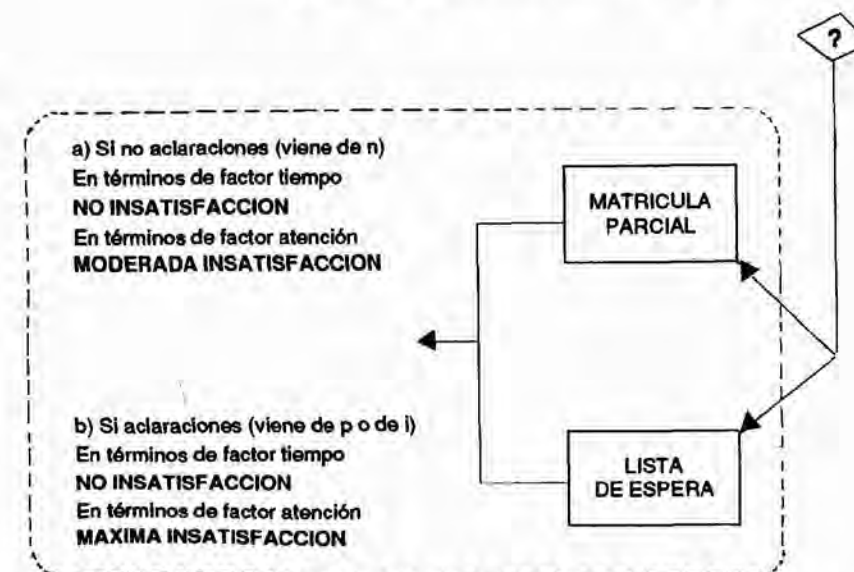 ?
a) Si no aclaraciones (viene de n)
En términos de factor tiempo
NO INSATISFACCION
En términos de factor atención
MODERADA INSATISFACCION
MATRICULA
PARCIAL
b) Si aclaraciones (viene de p o de i)
En términos de factor tiempo
NO INSATISFACCION
En términos de factor atención
MAXIMA INSATISFACCION
LISTA
DE ESPERA